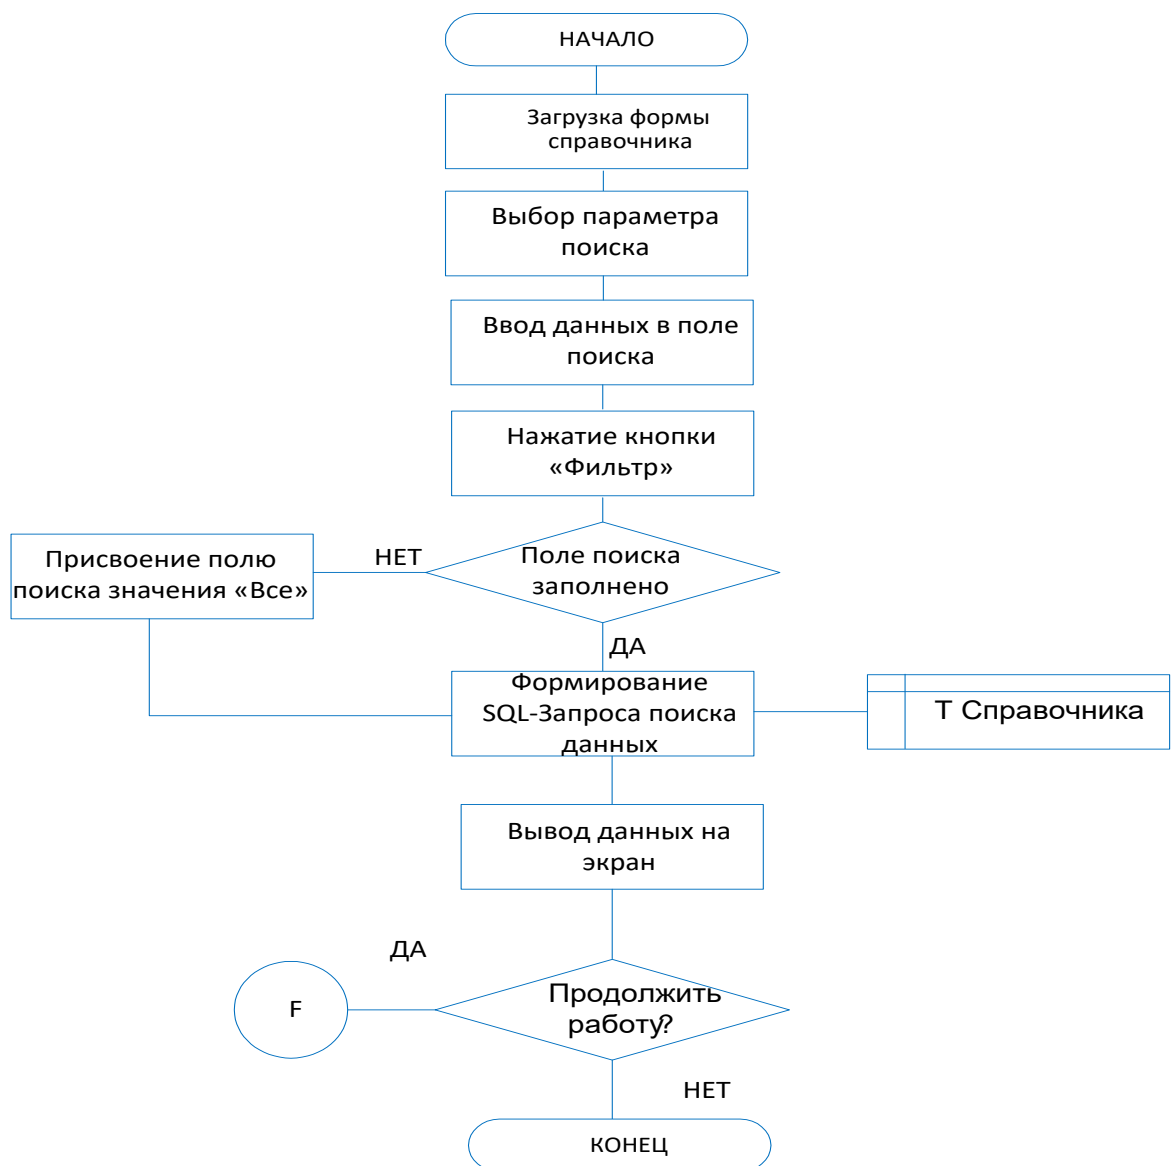 НАЧАЛО
Загрузка формы
справочника
Выбор параметра
поиска
Ввод данных в поле
поиска
Нажатие кнопки
«Фильтр»
Поле поиска
заполнено
НЕТ
Присвоение полю
поиска значения «Все»
ДА
Формирование
SQL-Запроса поиска
данных
Т Справочника
Вывод данных на
экран
ДА
Продолжить
работу?
F
НЕТ
КОНЕЦ